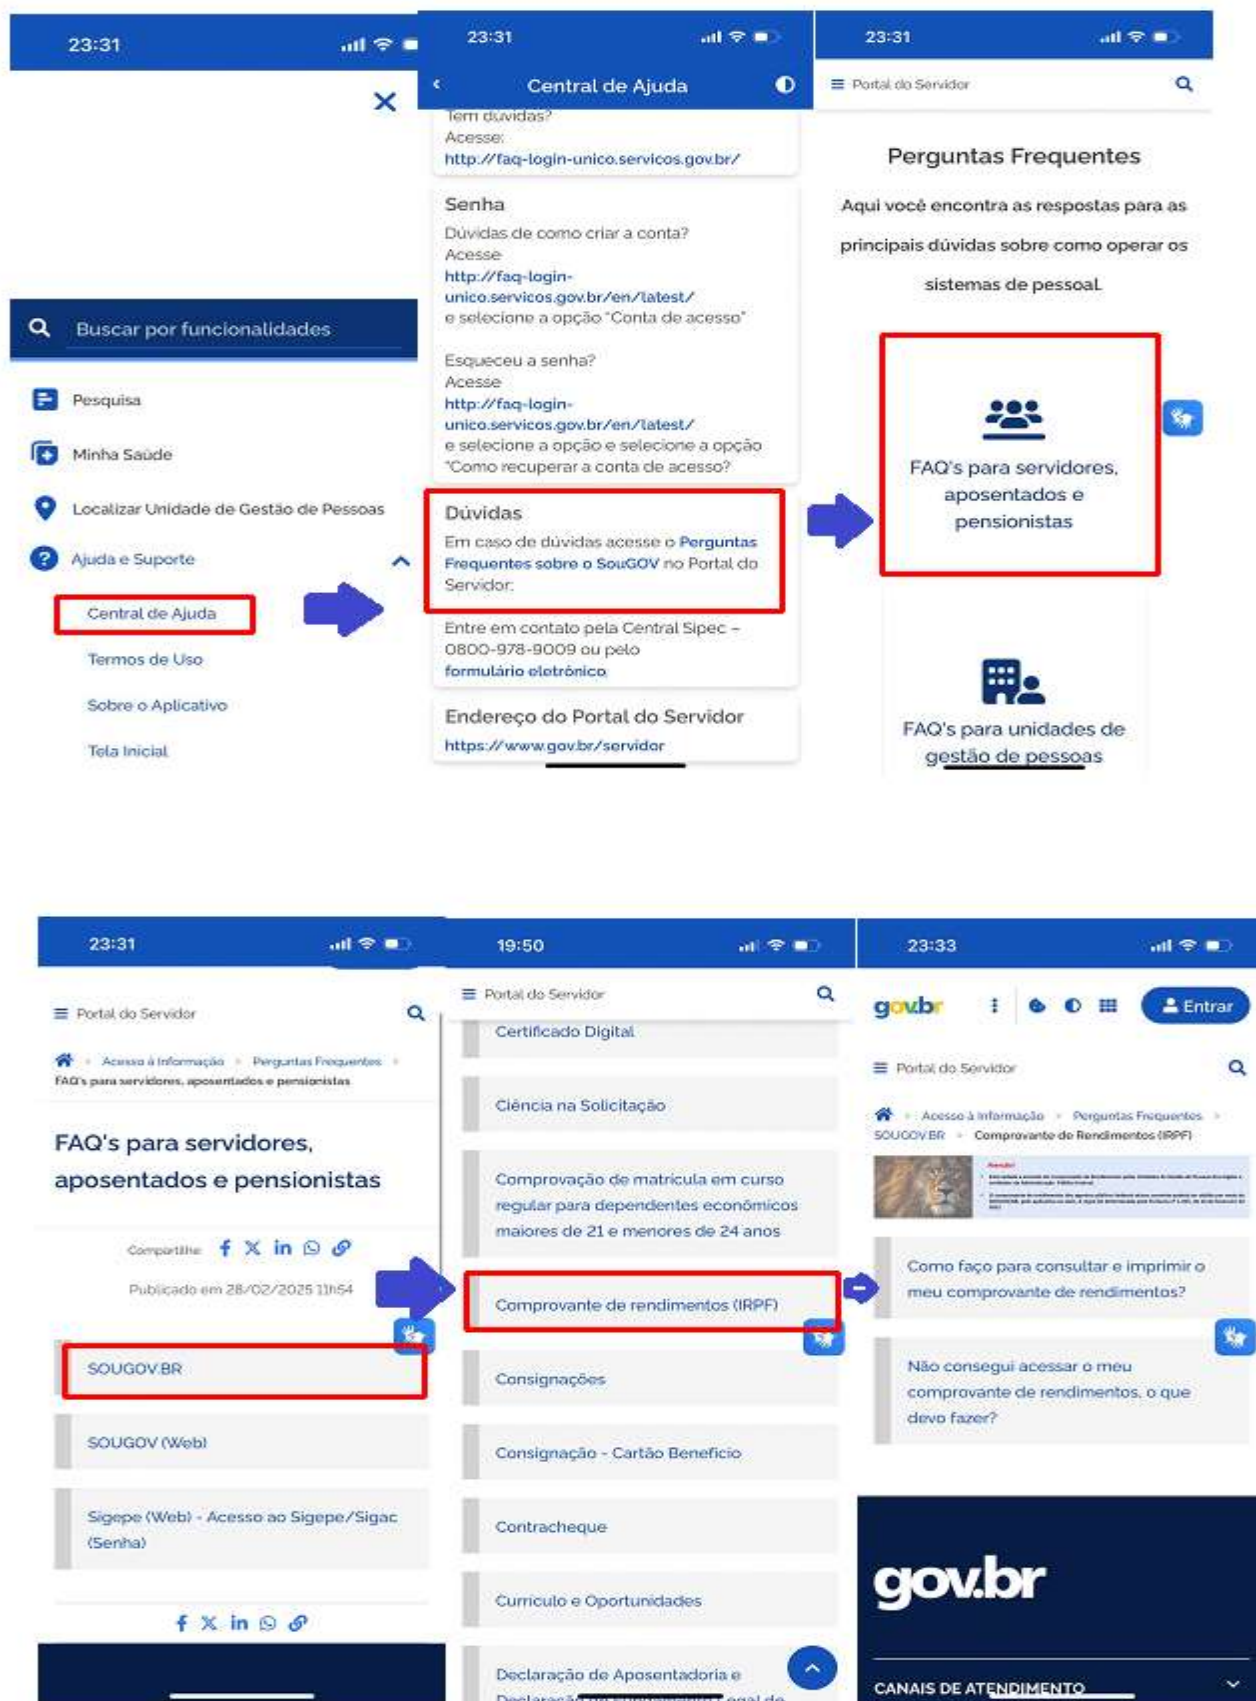 23:31
Buscar por funcionalidades
Pesquisa
Minha Saúde
Localizar Unidade de Gestão de Pessoas
Ajuda e Suporte
Central de Ajuda
Termos de Uso
Sobre o Aplicativo
Tela Inicial
23:31
Central de Ajuda
Tem dúvidas?
Acesse:
http://faq-login-unico.servicos.gov.br/
Senha
Dúvidas de como criar a conta?
Acesse
http://faq-login-
unico.servicos.gov.br/en/latest/
e selecione a opção "Conta de acesso"
Esqueceu a senha?
Acesse
http://faq-login-
unico.servicos.gov.br/en/latest/
e selecione a opção e selecione a opção
"Como recuperar a conta de acesso?
Dúvidas
Em caso de dúvidas acesse o Perguntas
Frequentes sobre o SouGOV no Portal do
Servidor:
Entre em contato pela Central Sipec –
0800-978-9009 ou pelo
formulário eletrônico
Endereço do Portal do Servidor
https://www.gov.br/servidor
23:31
Portal do Servidor
Perguntas Frequentes
Aqui você encontra as respostas para as
principais dúvidas sobre como operar os
sistemas de pessoal.
FAQ's para servidores,
aposentados e
pensionistas
FAQ's para unidades de
gestão de pessoas
23:31
Portal do Servidor
Acesso à Informação > Perguntas Frequentes >
FAQ's para servidores, aposentados e pensionistas
FAQ's para servidores,
aposentados e pensionistas
Compartilhe:
Publicado em 28/02/2025 11h54
SOUGOV.BR
SOUGOV (Web)
Sigepe (Web) - Acesso ao Sigepe/Sigac
(Senha)
19:50
Portal do Servidor
Certificado Digital
Ciência na Solicitação
Comprovação de matrícula em curso
regular para dependentes econômicos
maiores de 21 e menores de 24 anos
Comprovante de rendimentos (IRPF)
Consignações
Consignação - Cartão Benefício
Contracheque
Currículo e Oportunidades
Declaração de Aposentadoria e
23:33
gov.br
Entrar
Portal do Servidor
Acesso à Informação > Perguntas Frequentes >
SOUGOV.BR > Comprovante de Rendimentos (IRPF)
Atenção!
Como faço para consultar e imprimir o
meu comprovante de rendimentos?
Não consegui acessar o meu
comprovante de rendimentos, o que
devo fazer?
gov.br
CANAIS DE ATENDIMENTO